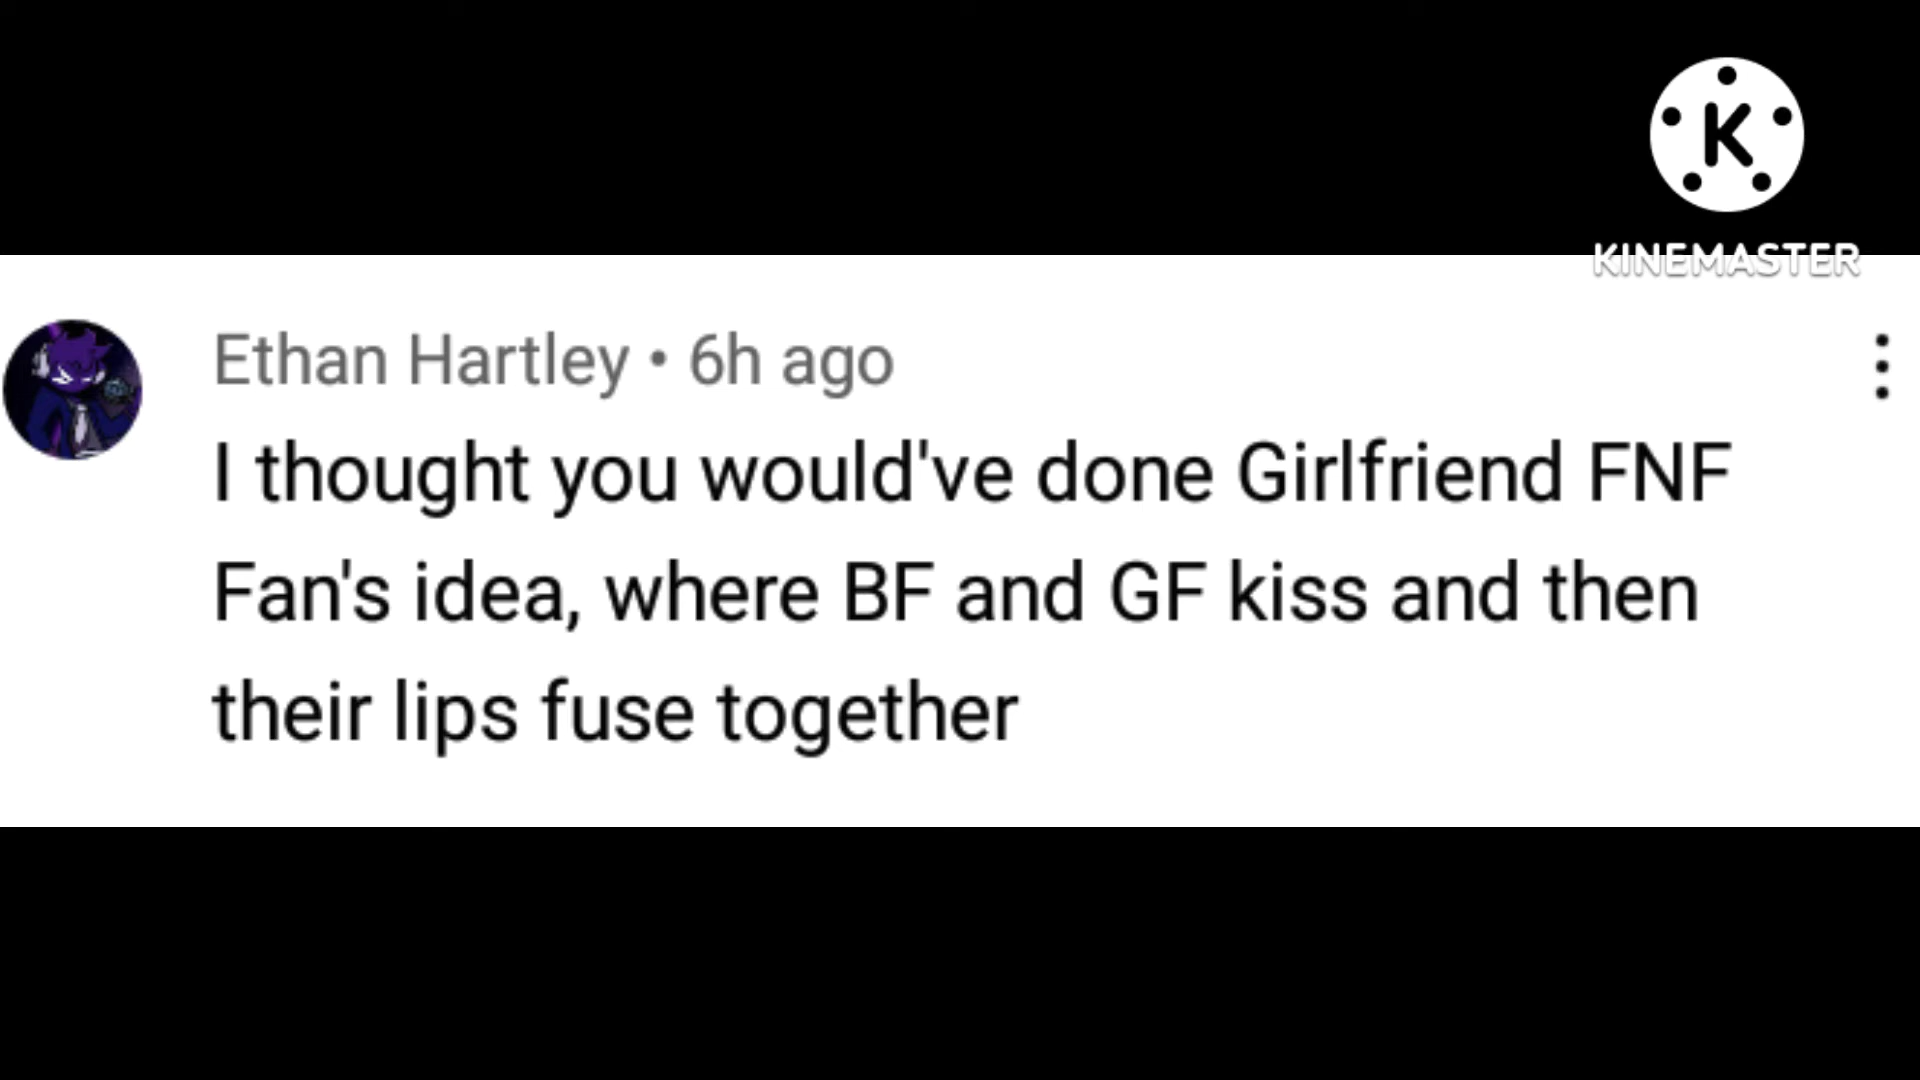 K
KINEMASTER
Ethan Hartley • 6h ago
I thought you would've done Girlfriend FNF
Fan's idea, where BF and GF kiss and then
their lips fuse together